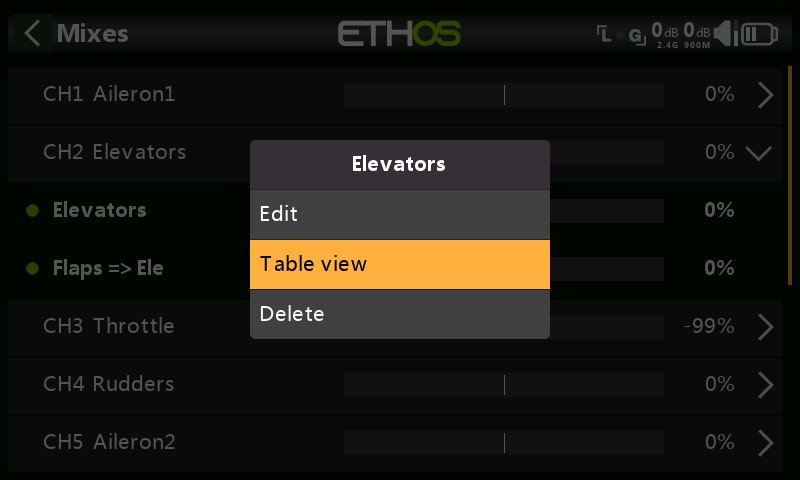 Mixes ETHOS L G 0dB 0dB
2.4G 900M
CH1 Aileron1 0%
CH2 Elevators 0%
Elevators
Edit
Elevators 0%
Table view
Flaps => Ele 0%
Delete
CH3 Throttle -99%
CH4 Rudders 0%
CH5 Aileron2 0%